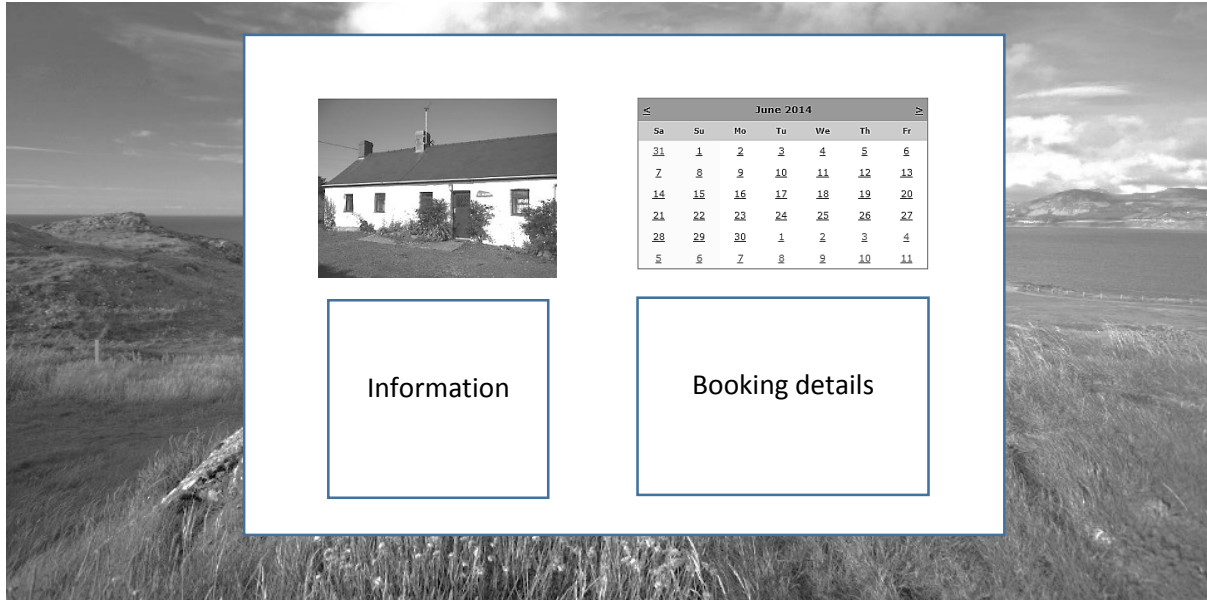 < June 2014 >
Sa Su Mo Tu We Th Fr
31 1 2 3 4 5 6
7 8 9 10 11 12 13
14 15 16 17 18 19 20
21 22 23 24 25 26 27
28 29 30 1 2 3 4
5 6 7 8 9 10 11
Information
Booking details